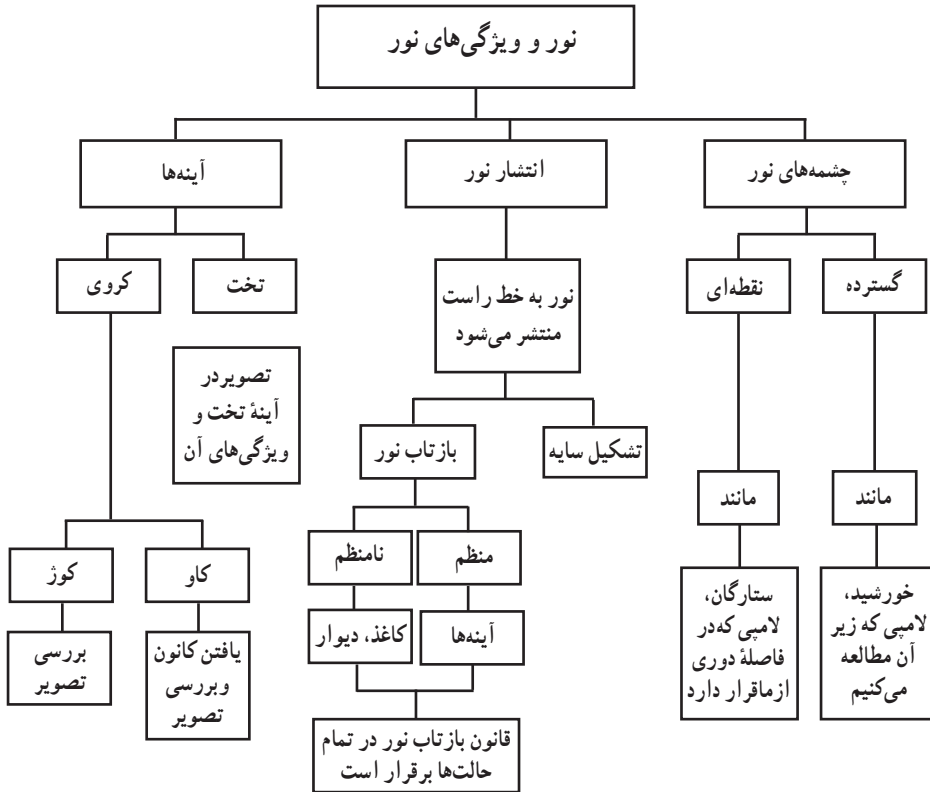 نور و ویژگی‌های نور
چشمه‌های نور
انتشار نور
آینه‌ها
گسترده
نقطه‌ای
نور به خط راست
منتشر می‌شود
تخت
کروی
تصویردر
آینهٔ تخت و
ویژگی‌های آن
تشکیل سایه
بازتاب نور
مانند
مانند
منظم
نامنظم
کاو
کوژ
خورشید،
لامپی که زیر
آن مطالعه
می‌کنیم
ستارگان،
لامپی که‌در
فاصلهٔ دوری
ازماقرار دارد
آینه‌ها
کاغذ، دیوار
یافتن کانون
وبررسی
تصویر
بررسی
تصویر
قانون بازتاب نور در تمام
حالت‌ها برقرار است